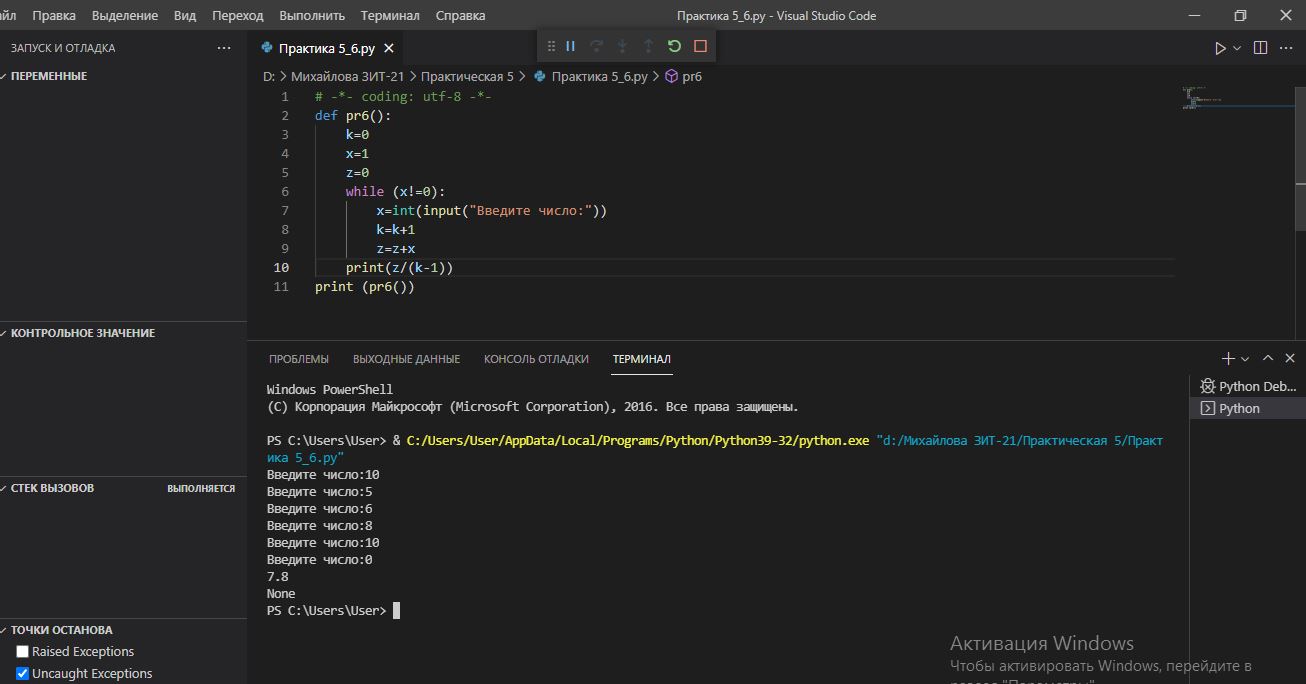 йл Правка Выделение Вид Переход Выполнить Терминал Справка Практика 5_6.py - Visual Studio Code
ЗАПУСК И ОТЛАДКА ...
ПЕРЕМЕННЫЕ
КОНТРОЛЬНОЕ ЗНАЧЕНИЕ
СТЕК ВЫЗОВОВ ВЫПОЛНЯЕТСЯ
ТОЧКИ ОСТАНОВА
Raised Exceptions
Uncaught Exceptions
Практика 5_6.py
D: > Михайлова ЗИТ-21 > Практическая 5 > Практика 5_6.py > pr6
1 # -*- coding: utf-8 -*-
2 def pr6():
3 k=0
4 x=1
5 z=0
6 while (x!=0):
7 x=int(input("Введите число:"))
8 k=k+1
9 z=z+x
10 print(z/(k-1))
11 print (pr6())
ПРОБЛЕМЫ ВЫХОДНЫЕ ДАННЫЕ КОНСОЛЬ ОТЛАДКИ ТЕРМИНАЛ
Windows PowerShell
(C) Корпорация Майкрософт (Microsoft Corporation), 2016. Все права защищены.
PS C:\Users\User> & C:/Users/User/AppData/Local/Programs/Python/Python39-32/python.exe "d:/Михайлова ЗИТ-21/Практическая 5/Практ
ика 5_6.py"
Введите число:10
Введите число:5
Введите число:6
Введите число:8
Введите число:10
Введите число:0
7.8
None
PS C:\Users\User>
Python Deb...
Python
Активация Windows
Чтобы активировать Windows, перейдите в
раздел "Параметры".